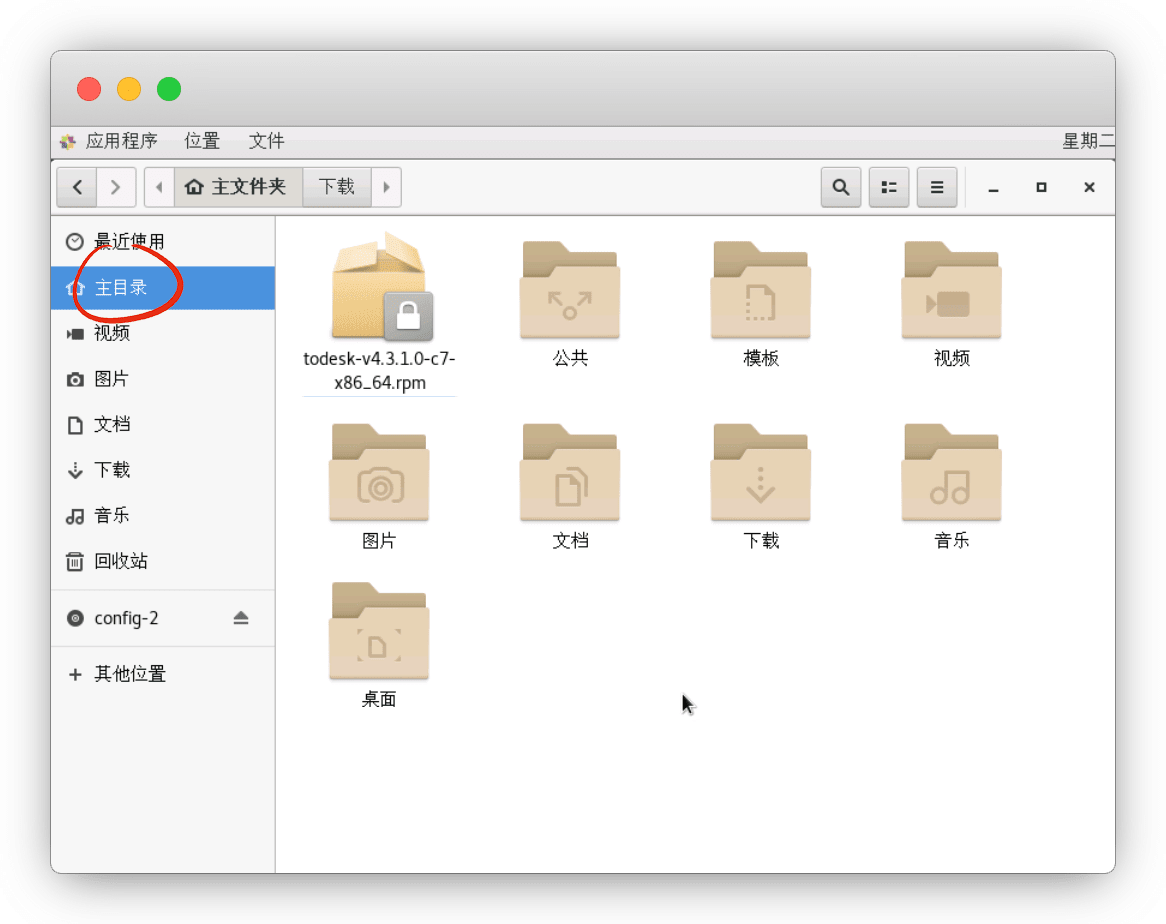 应用程序 位置 文件 星期二
主文件夹 下载
最近使用
主目录
视频
图片
文档
下载
音乐
回收站
config-2
其他位置
todesk-v4.3.1.0-c7-
x86_64.rpm
公共
模板
视频
图片
文档
下载
音乐
桌面